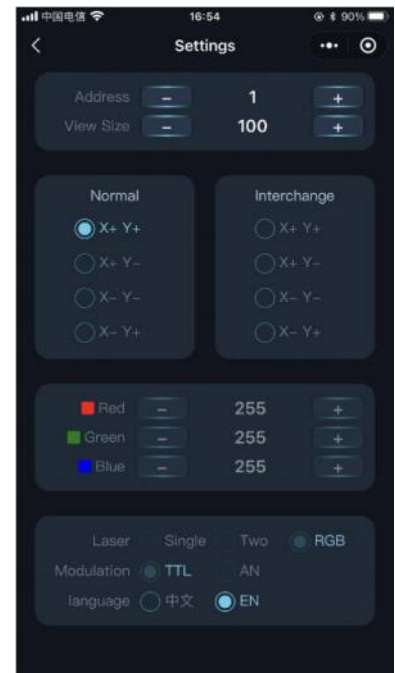 中国电信 16:54 90%
Settings
Address − 1 +
View Size − 100 +
Normal Interchange
X+ Y+ X+ Y+
X+ Y− X+ Y−
X− Y− X− Y−
X− Y+ X− Y+
Red − 255 +
Green − 255 +
Blue − 255 +
Laser Single Two RGB
Modulation TTL AN
language 中文 EN